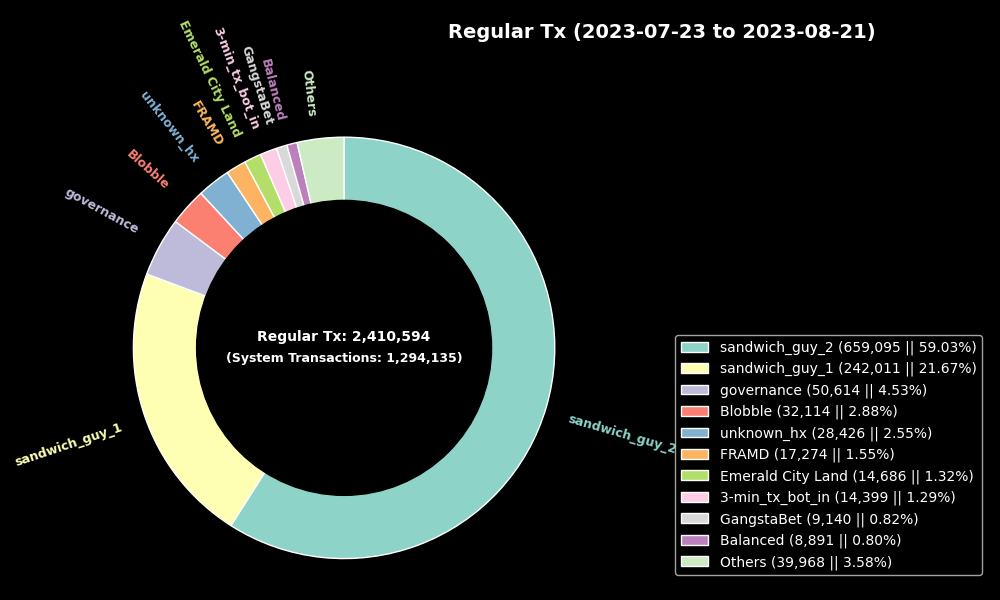 Regular Tx (2023-07-23 to 2023-08-21)
Emerald City Land
3-min_tx_bot_in
GangstaBet
Balanced
Others
FRAMD
unknown_hx
Blobble
governance
Regular Tx: 2,410,594
(System Transactions: 1,294,135)
sandwich_guy_1
sandwich_guy_2
sandwich_guy_2 (659,095 || 59.03%)
sandwich_guy_1 (242,011 || 21.67%)
governance (50,614 || 4.53%)
Blobble (32,114 || 2.88%)
unknown_hx (28,426 || 2.55%)
FRAMD (17,274 || 1.55%)
Emerald City Land (14,686 || 1.32%)
3-min_tx_bot_in (14,399 || 1.29%)
GangstaBet (9,140 || 0.82%)
Balanced (8,891 || 0.80%)
Others (39,968 || 3.58%)